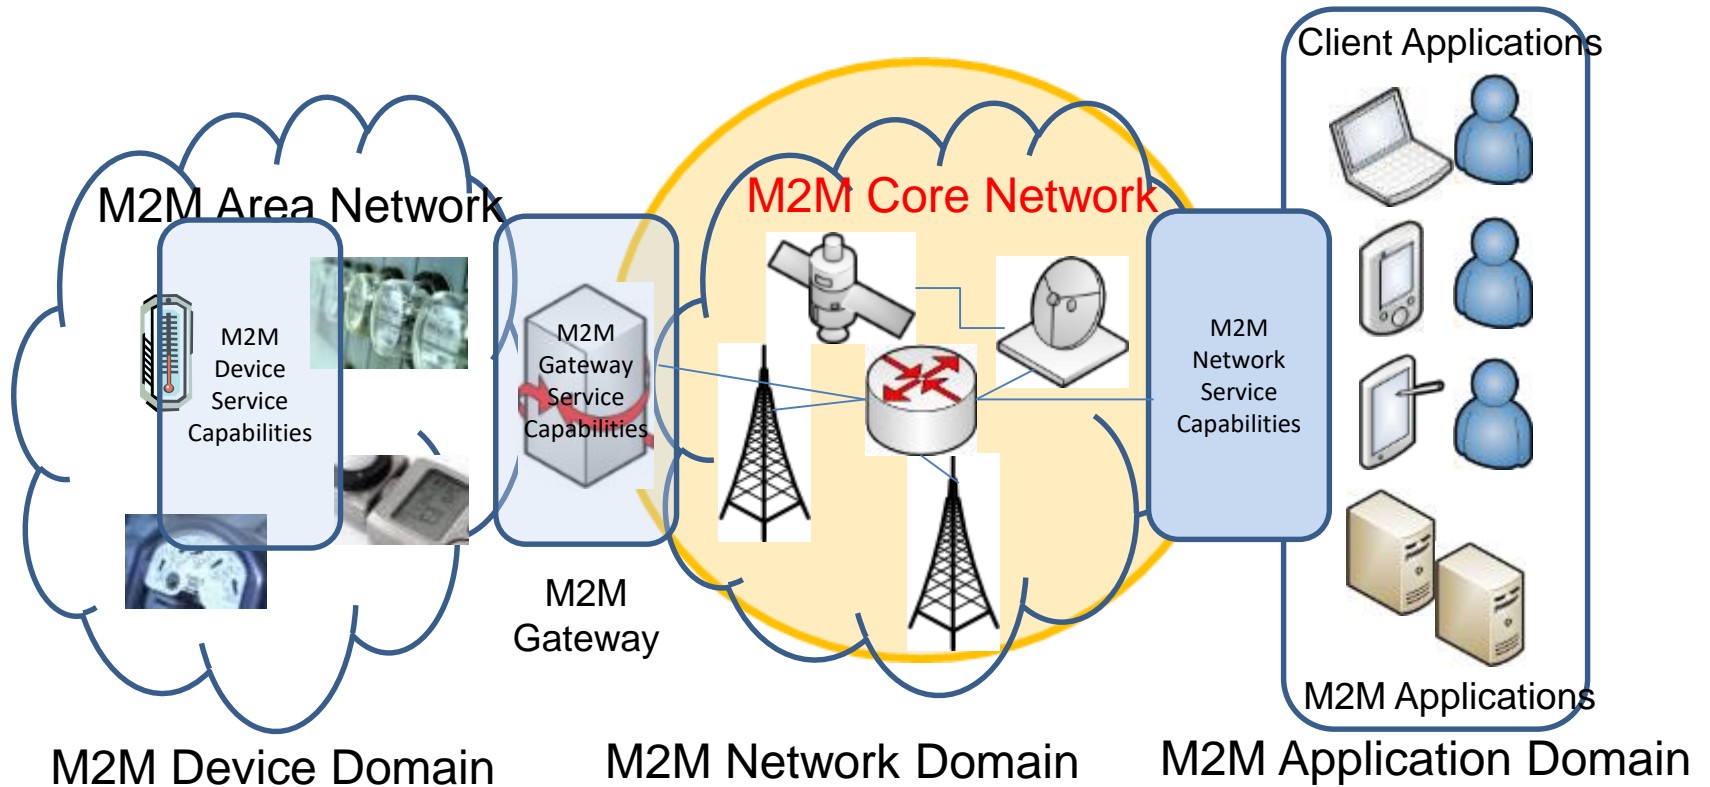 Client Applications
M2M Area Network
M2M Core Network
M2M
Device
Service
Capabilities
M2M
Gateway
Service
Capabilities
M2M
Network
Service
Capabilities
M2M
Gateway
M2M Applications
M2M Device Domain
M2M Network Domain
M2M Application Domain